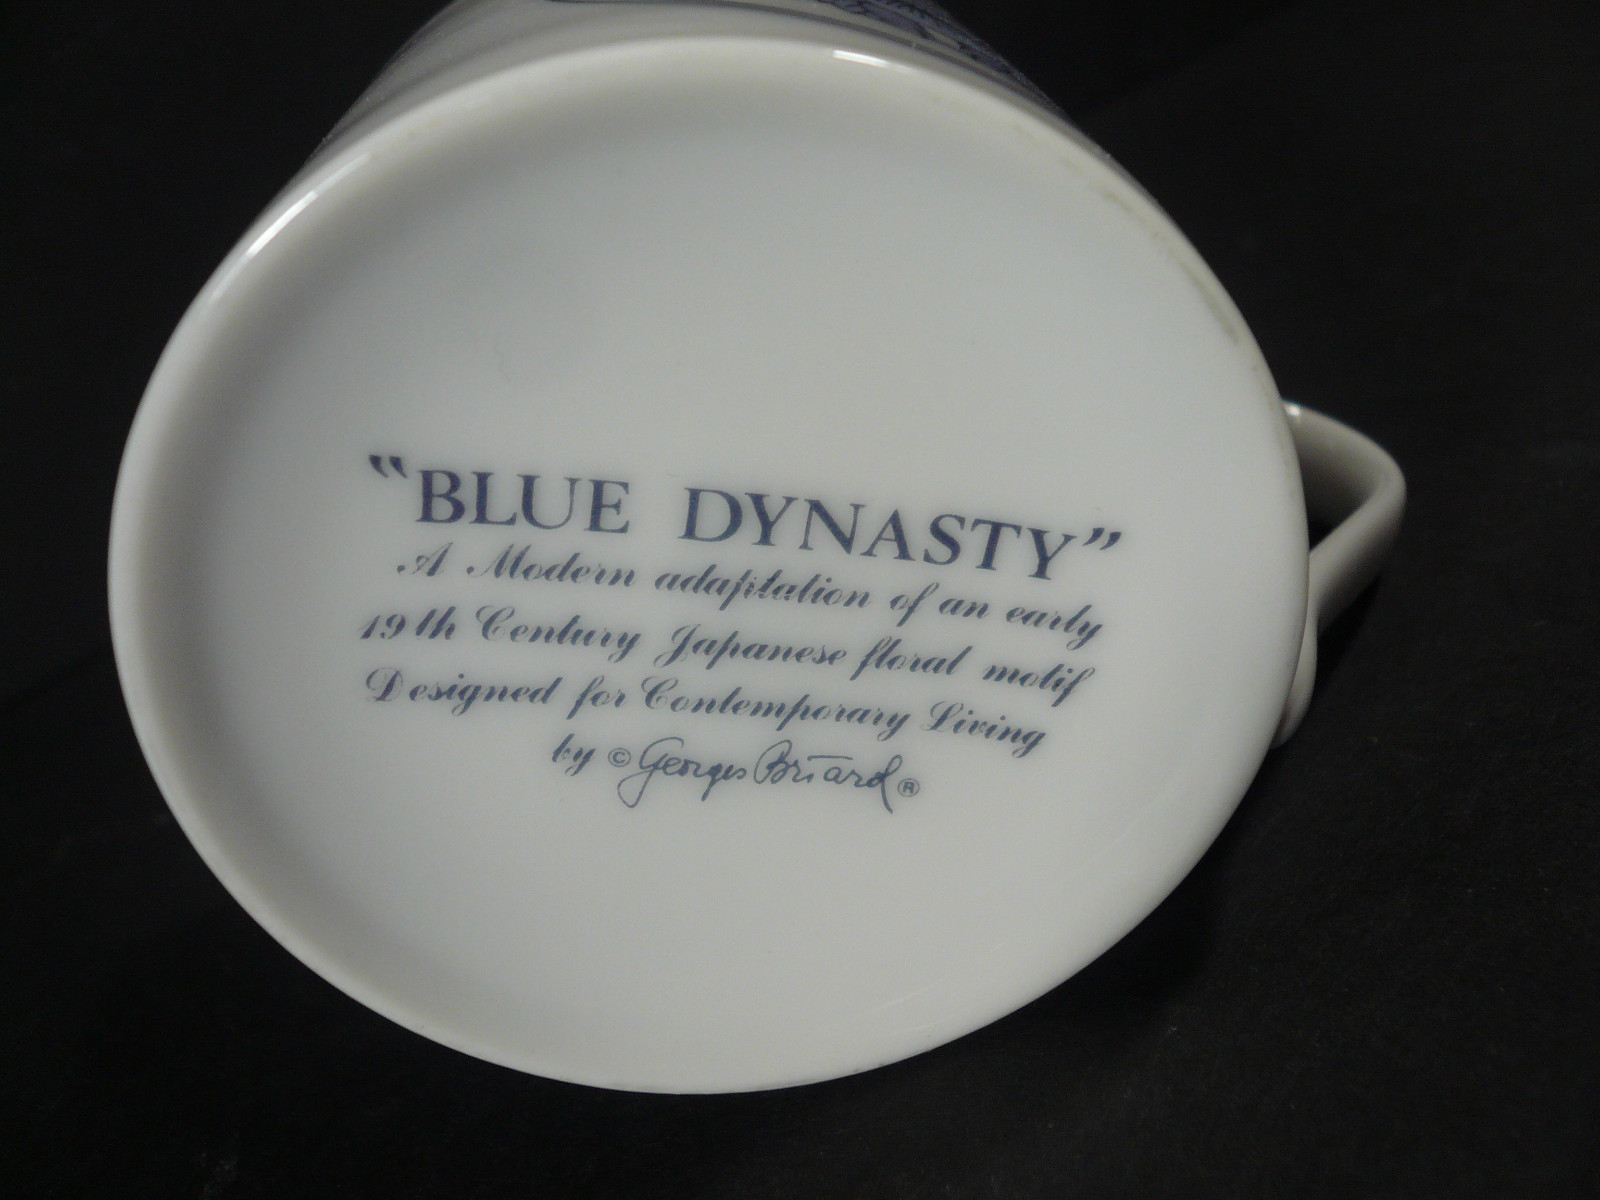 "BLUE DYNASTY"
A Modern adaptation of an early
19th Century Japanese floral motif
Designed for Contemporary Living
by © Georges Briard ®